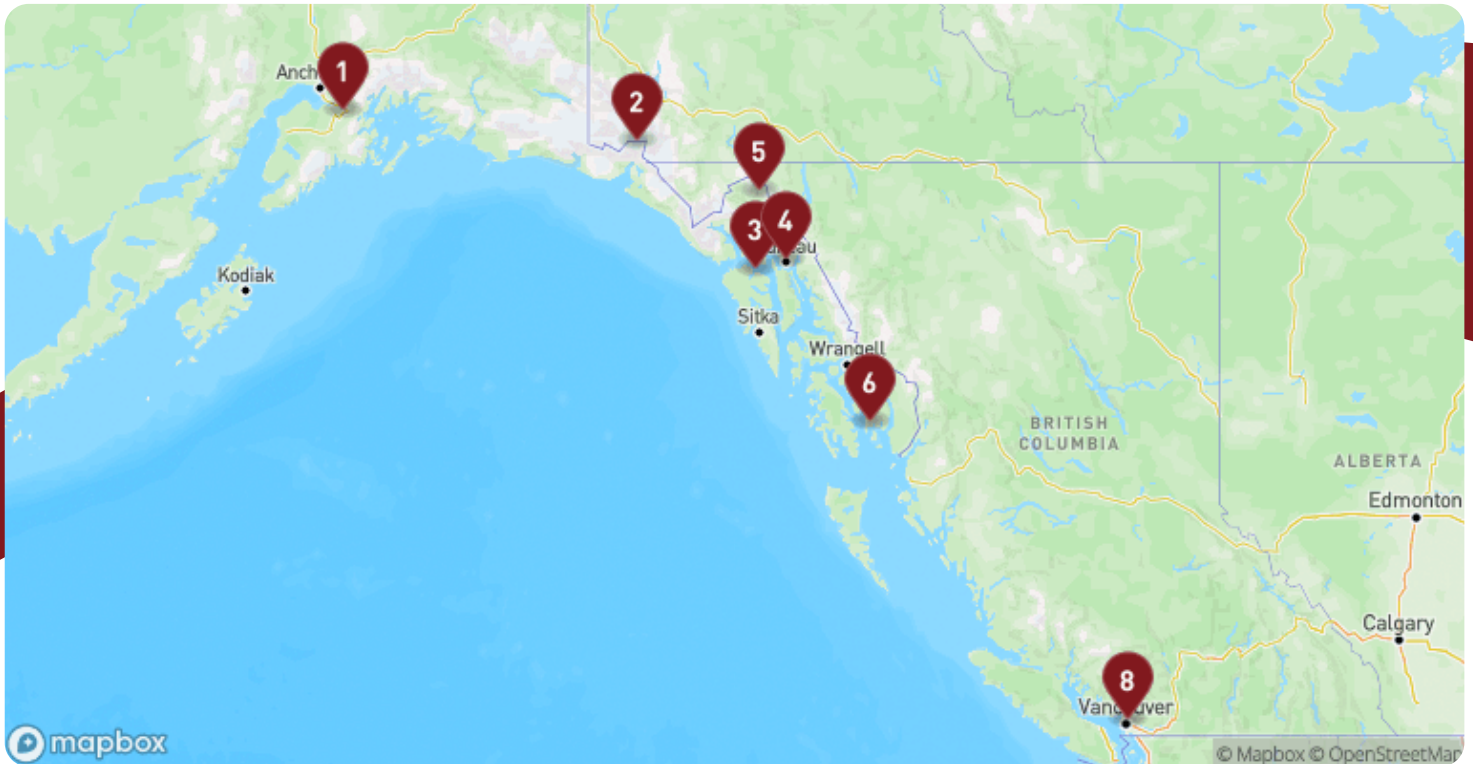 1
Anch
2
5
3
4
au
Kodiak
Sitka
Wrangell
6
BRITISH
COLUMBIA
ALBERTA
Edmonton
Calgary
8
Vancouver
mapbox
© Mapbox © OpenStreetMap